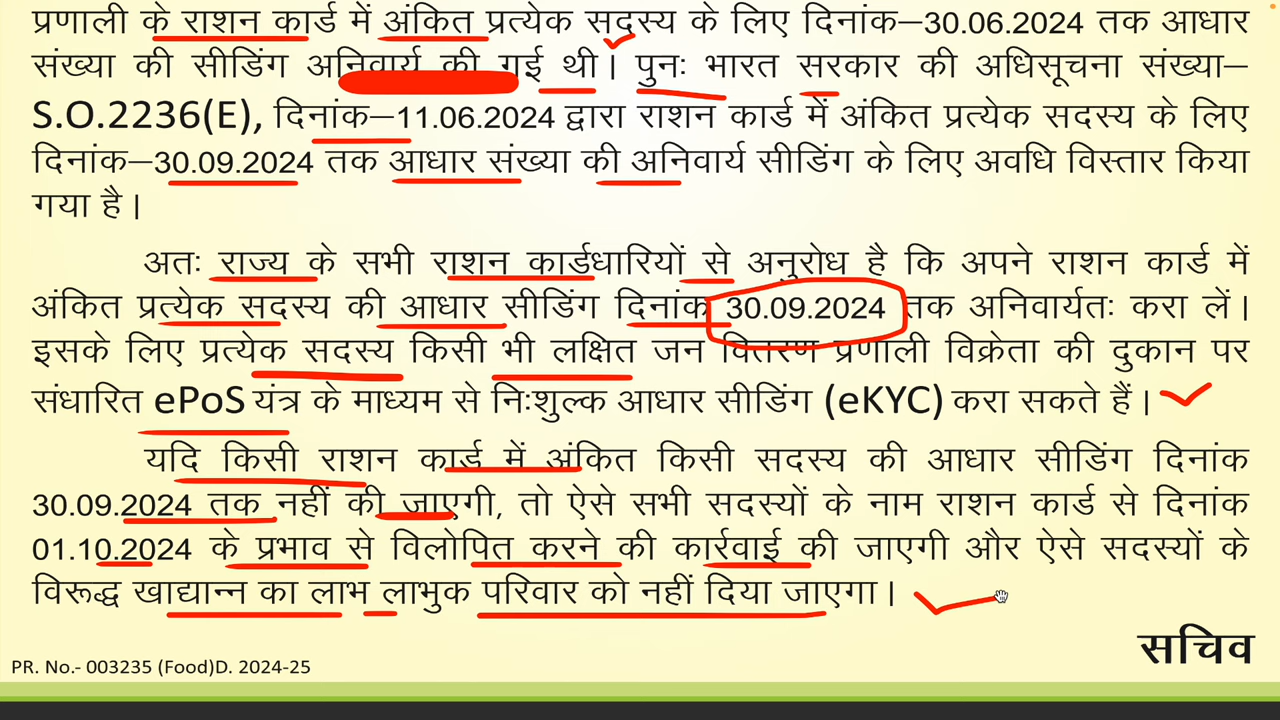 प्रणाली के राशन कार्ड में अंकित प्रत्येक सदस्य के लिए दिनांक–30.06.2024 तक आधार
संख्या की सीडिंग अनिवार्य की गई थी। पुनः भारत सरकार की अधिसूचना संख्या–
S.O.2236(E), दिनांक–11.06.2024 द्वारा राशन कार्ड में अंकित प्रत्येक सदस्य के लिए
दिनांक–30.09.2024 तक आधार संख्या की अनिवार्य सीडिंग के लिए अवधि विस्तार किया
गया है।
अतः राज्य के सभी राशन कार्डधारियों से अनुरोध है कि अपने राशन कार्ड में
अंकित प्रत्येक सदस्य की आधार सीडिंग दिनांक 30.09.2024 तक अनिवार्यतः करा लें।
इसके लिए प्रत्येक सदस्य किसी भी लक्षित जन वितरण प्रणाली विक्रेता की दुकान पर
संधारित ePoS यंत्र के माध्यम से निःशुल्क आधार सीडिंग (eKYC) करा सकते हैं।
यदि किसी राशन कार्ड में अंकित किसी सदस्य की आधार सीडिंग दिनांक
30.09.2024 तक नहीं की जाएगी, तो ऐसे सभी सदस्यों के नाम राशन कार्ड से दिनांक
01.10.2024 के प्रभाव से विलोपित करने की कार्रवाई की जाएगी और ऐसे सदस्यों के
विरूद्ध खाद्यान्न का लाभ लाभुक परिवार को नहीं दिया जाएगा।
सचिव
PR. No.- 003235 (Food)D. 2024-25